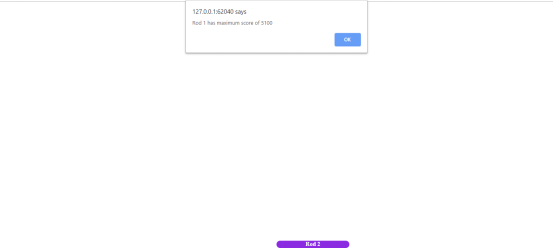 127.0.0.1:62040 says
Rod 1 has maximum score of 5100
OK
Rod 2